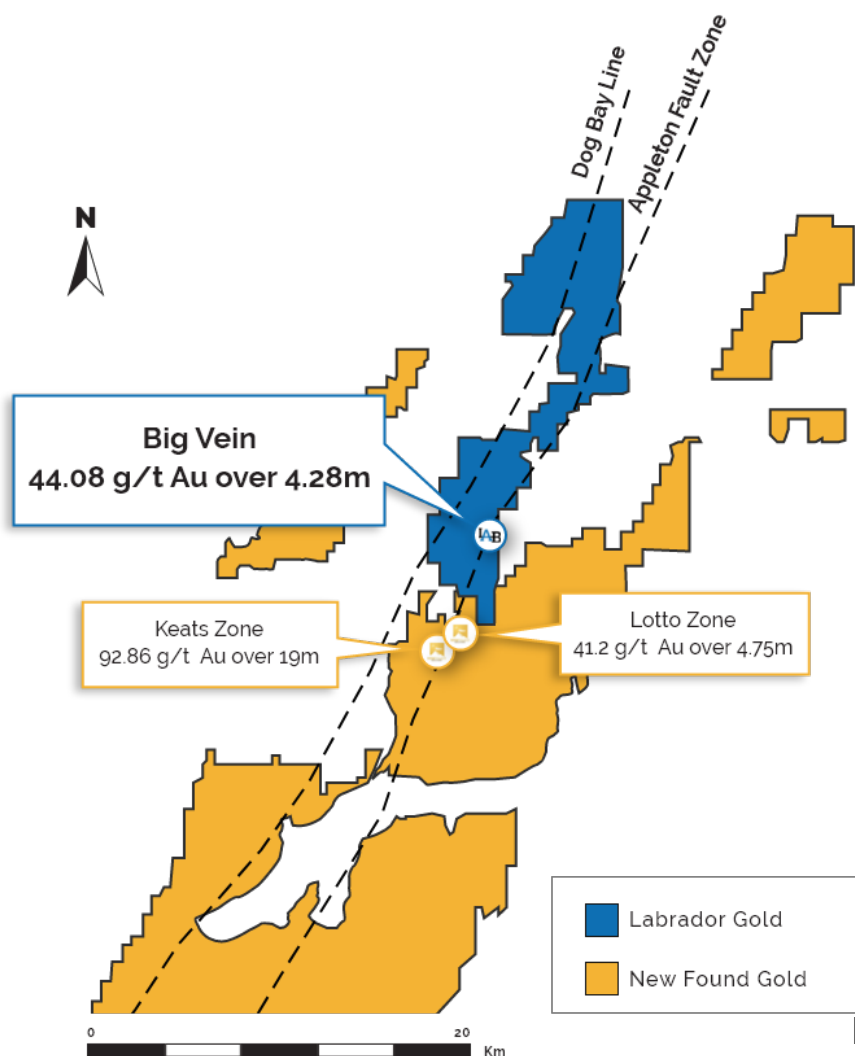 Dog Bay Line
Appleton Fault Zone
N
Big Vein
44.08 g/t Au over 4.28m
LAB
Keats Zone
92.86 g/t Au over 19m
Lotto Zone
41.2 g/t Au over 4.75m
Labrador Gold
New Found Gold
0
20
Km